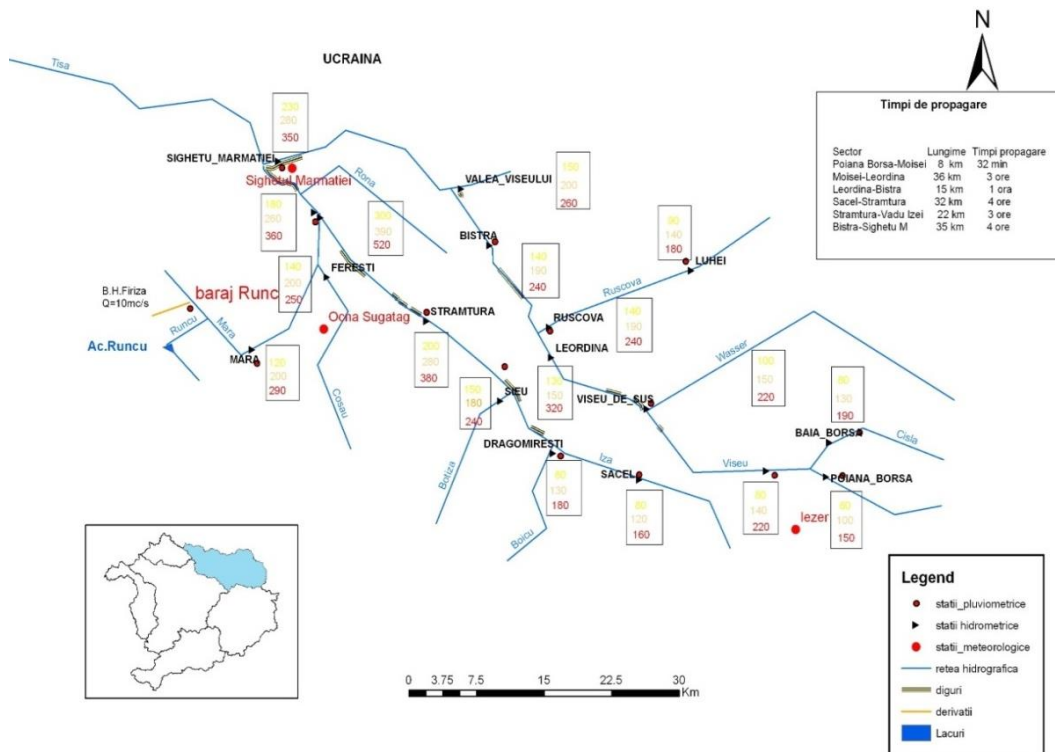 N
UCRAINA
Tisa
Timpi de propagare
Sector Lungime Timpi propagare
Poiana Borsa-Moisei 8 km 32 min
Moisei-Leordina 36 km 3 ore
Leordina-Bistra 15 km 1 ora
Sacel-Stramtura 32 km 4 ore
Stramtura-Vadu Izei 22 km 3 ore
Bistra-Sighetu M 35 km 4 ore
230
280
350
SIGHETU_MARMATIEI
Sighetul Marmatiei
Rona
VALEA_VISEULUI
150
200
260
180
260
360
300
390
520
BISTRA
90
140
180
LUHEI
FERESTI
140
200
250
140
190
240
Ruscova
B.H.Firiza
Q=10mc/s
baraj Runc
Ocna Sugatag
STRAMTURA
RUSCOVA
140
190
240
Runcu
Mara
Ac.Runcu
MARA
120
200
290
Cosau
200
280
380
LEORDINA
Wasser
150
180
240
SIEU
130
150
320
VISEU_DE_SUS
100
150
220
80
130
190
BAIA_BORSA
Cisla
Botiza
DRAGOMIRESTI
Iza
SACEL
Viseu
POIANA_BORSA
60
130
180
80
120
160
80
140
220
Iezer
60
100
150
Boicu
Legend
statii_pluviometrice
statii hidrometrice
statii_meteorologice
retea hidrografica
diguri
derivatii
Lacuri
0 3.75 7.5 15 22.5 30
Km